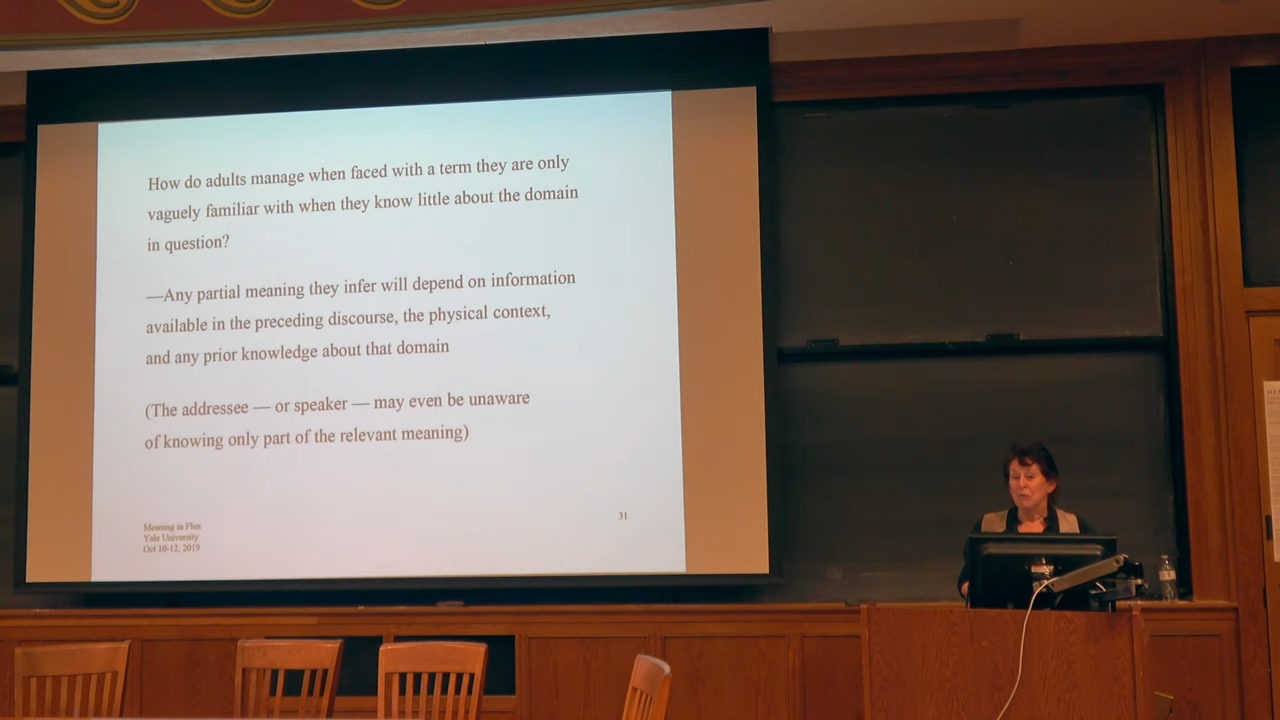 How do adults manage when faced with a term they are only
vaguely familiar with when they know little about the domain
in question?
—Any partial meaning they infer will depend on information
available in the preceding discourse, the physical context,
and any prior knowledge about that domain
(The addressee — or speaker — may even be unaware
of knowing only part of the relevant meaning)
Meaning in Flux
Yale University
Oct 10-12, 2019
31